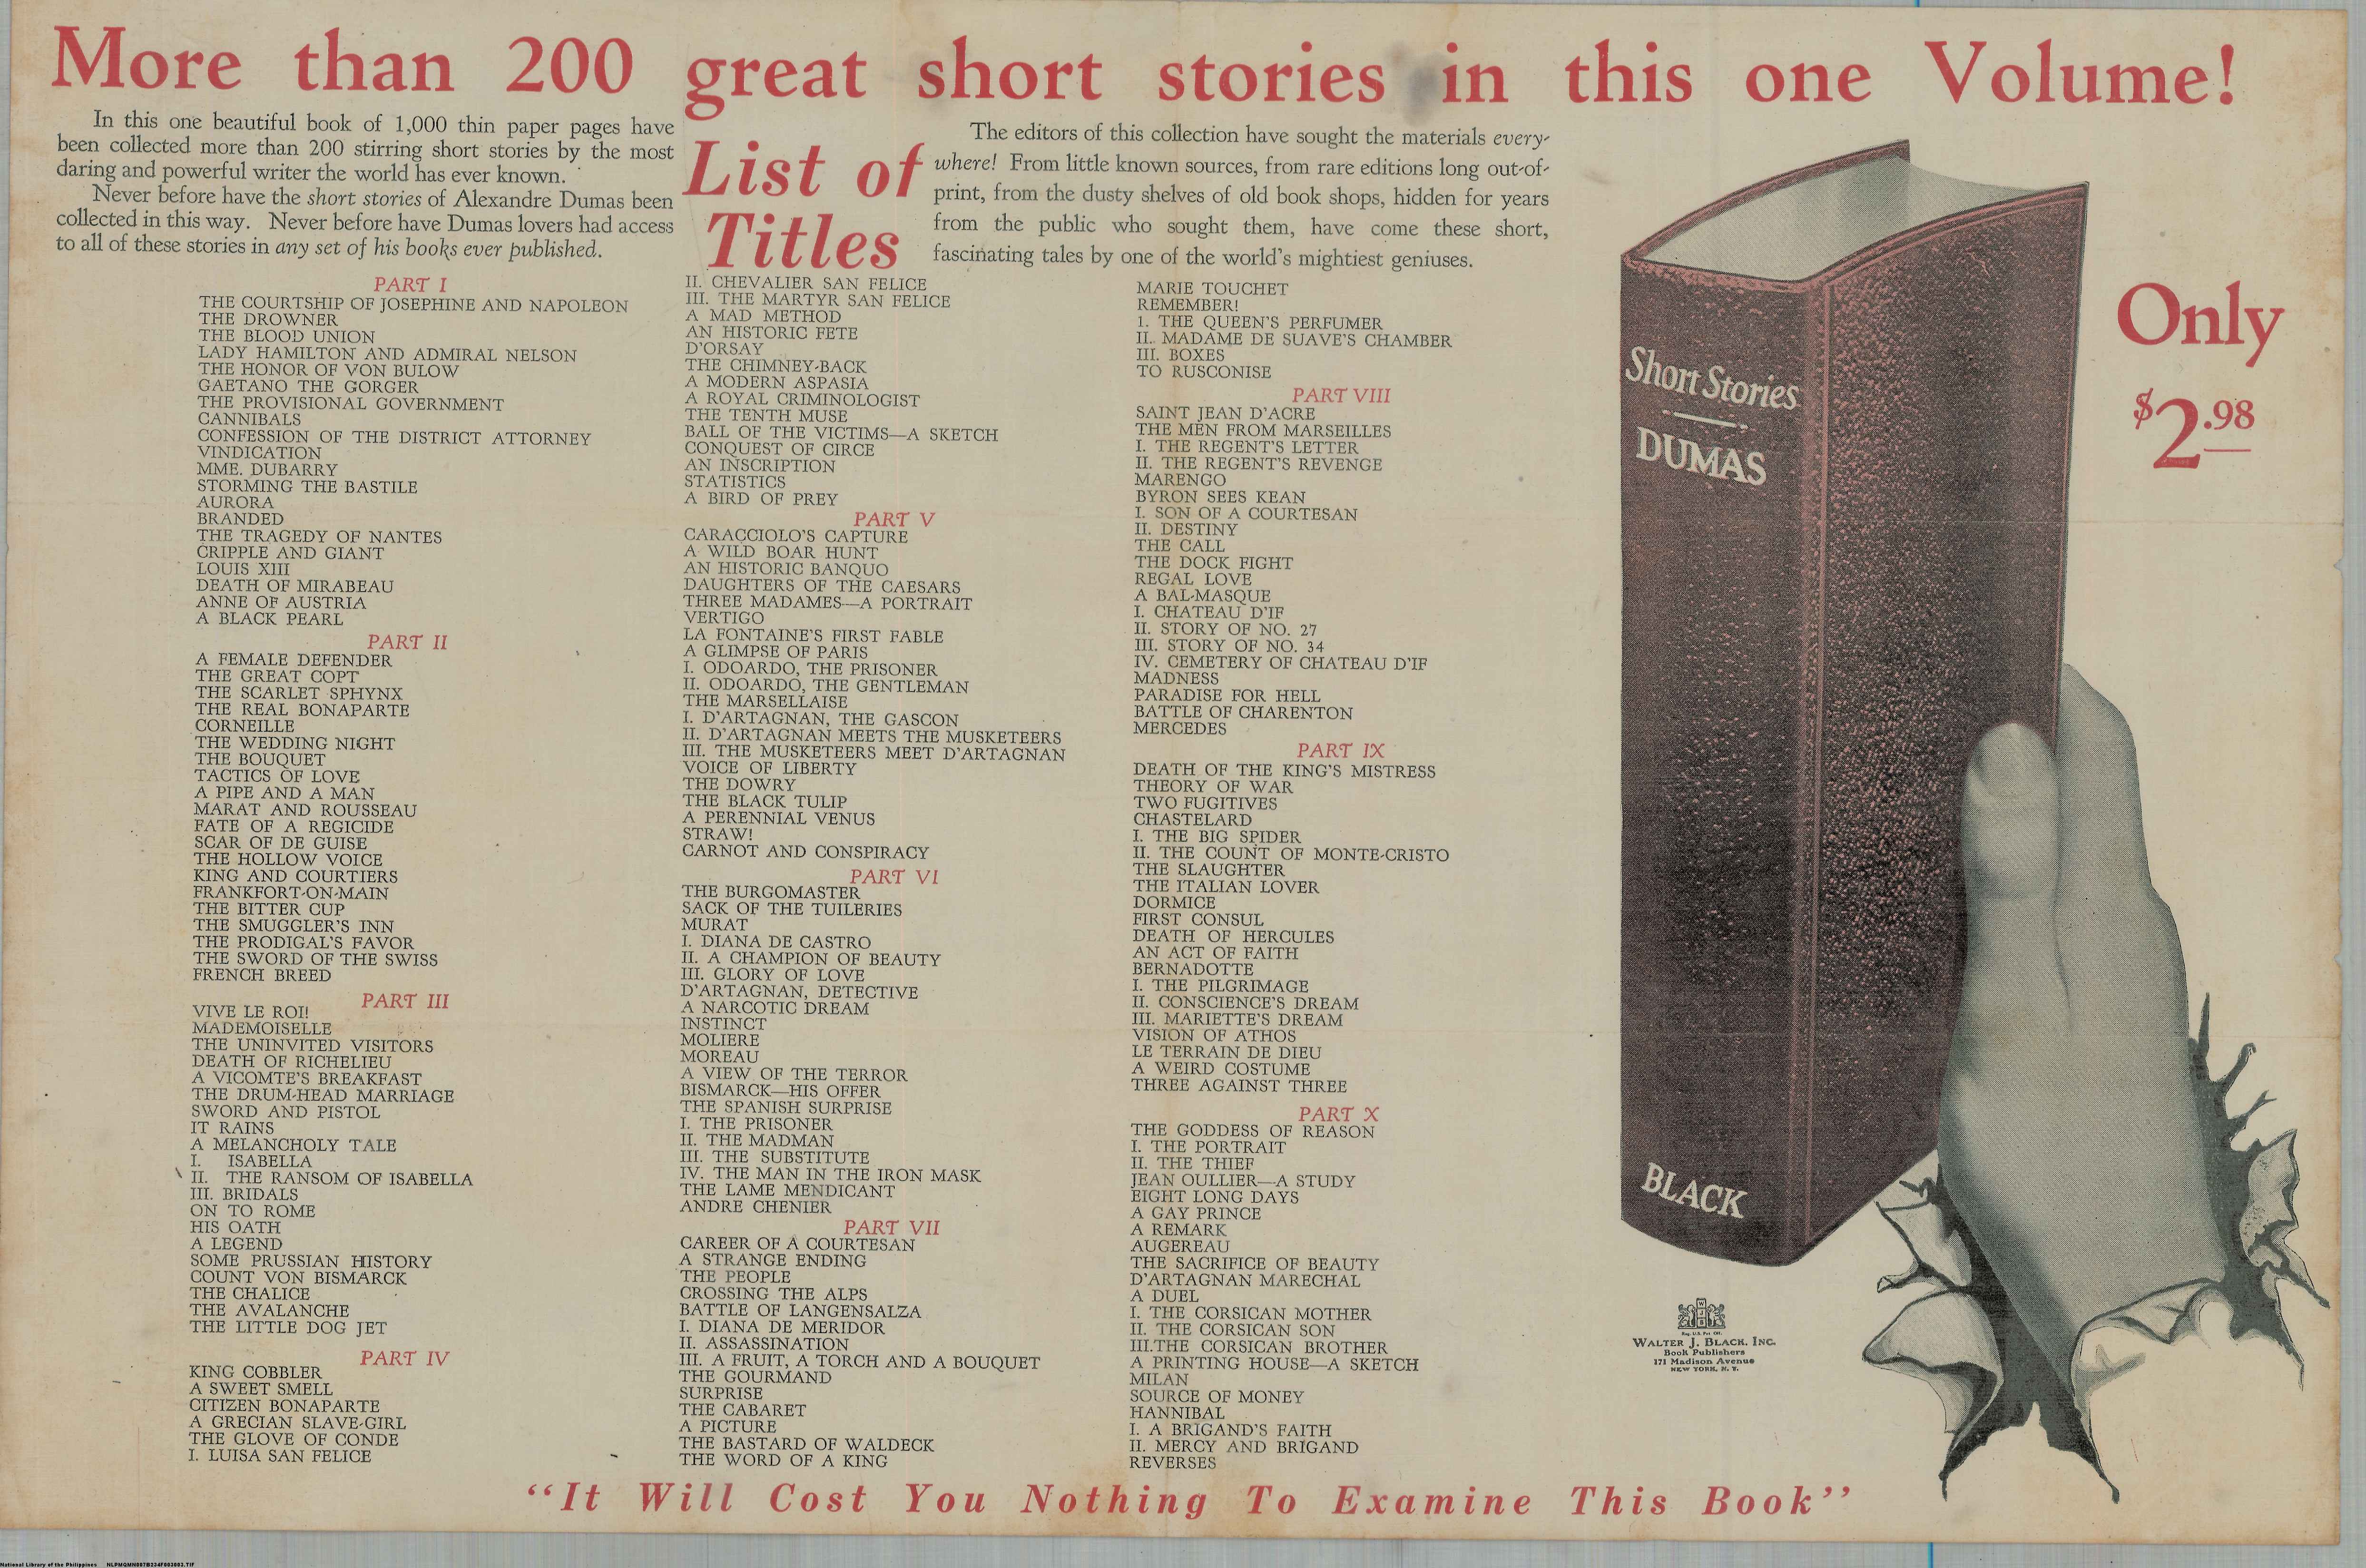 More than 200 great short stories in this one Volume!
In this one beautiful book of 1,000 thin paper pages have
been collected more than 200 stirring short stories by the most
daring and powerful writer the world has ever known.
Never before have the short stories of Alexandre Dumas been
collected in this way. Never before have Dumas lovers had access
to all of these stories in any set of his books ever published.
List of
Titles
The editors of this collection have sought the materials every-
where! From little known sources, from rare editions long out-of-
print, from the dusty shelves of old book shops, hidden for years
from the public who sought them, have come these short,
fascinating tales by one of the world's mightiest geniuses.
PART I
THE COURTSHIP OF JOSEPHINE AND NAPOLEON
THE DROWNER
THE BLOOD UNION
LADY HAMILTON AND ADMIRAL NELSON
THE HONOR OF VON BULOW
GAETANO THE GORGER
THE PROVISIONAL GOVERNMENT
CANNIBALS
CONFESSION OF THE DISTRICT ATTORNEY
VINDICATION
MME. DUBARRY
STORMING THE BASTILE
AURORA
BRANDED
THE TRAGEDY OF NANTES
CRIPPLE AND GIANT
LOUIS XIII
DEATH OF MIRABEAU
ANNE OF AUSTRIA
A BLACK PEARL
PART II
A FEMALE DEFENDER
THE GREAT COPT
THE SCARLET SPHYNX
THE REAL BONAPARTE
CORNEILLE
THE WEDDING NIGHT
THE BOUQUET
TACTICS OF LOVE
A PIPE AND A MAN
MARAT AND ROUSSEAU
FATE OF A REGICIDE
SCAR OF DE GUISE
THE HOLLOW VOICE
KING AND COURTIERS
FRANKFORT-ON-MAIN
THE BITTER CUP
THE SMUGGLER'S INN
THE PRODIGAL'S FAVOR
THE SWORD OF THE SWISS
FRENCH BREED
PART III
VIVE LE ROI!
MADEMOISELLE
THE UNINVITED VISITORS
DEATH OF RICHELIEU
A VICOMTE'S BREAKFAST
THE DRUM-HEAD MARRIAGE
SWORD AND PISTOL
IT RAINS
A MELANCHOLY TALE
I. ISABELLA
II. THE RANSOM OF ISABELLA
III. BRIDALS
ON TO ROME
HIS OATH
A LEGEND
SOME PRUSSIAN HISTORY
COUNT VON BISMARCK
THE CHALICE
THE AVALANCHE
THE LITTLE DOG JET
PART IV
KING COBBLER
A SWEET SMELL
CITIZEN BONAPARTE
A GRECIAN SLAVE-GIRL
THE GLOVE OF CONDE
I. LUISA SAN FELICE
II. CHEVALIER SAN FELICE
III. THE MARTYR SAN FELICE
A MAD METHOD
AN HISTORIC FETE
D'ORSAY
THE CHIMNEY-BACK
A MODERN ASPASIA
A ROYAL CRIMINOLOGIST
THE TENTH MUSE
BALL OF THE VICTIMS—A SKETCH
CONQUEST OF CIRCE
AN INSCRIPTION
STATISTICS
A BIRD OF PREY
PART V
CARACCIOLO'S CAPTURE
A WILD BOAR HUNT
AN HISTORIC BANQUO
DAUGHTERS OF THE CAESARS
THREE MADAMES—A PORTRAIT
VERTIGO
LA FONTAINE'S FIRST FABLE
A GLIMPSE OF PARIS
I. ODOARDO, THE PRISONER
II. ODOARDO, THE GENTLEMAN
THE MARSELLAISE
I. D'ARTAGNAN, THE GASCON
II. D'ARTAGNAN MEETS THE MUSKETEERS
III. THE MUSKETEERS MEET D'ARTAGNAN
VOICE OF LIBERTY
THE DOWRY
THE BLACK TULIP
A PERENNIAL VENUS
STRAW!
CARNOT AND CONSPIRACY
PART VI
THE BURGOMASTER
SACK OF THE TUILERIES
MURAT
I. DIANA DE CASTRO
II. A CHAMPION OF BEAUTY
III. GLORY OF LOVE
D'ARTAGNAN, DETECTIVE
A NARCOTIC DREAM
INSTINCT
MOLIERE
MOREAU
A VIEW OF THE TERROR
BISMARCK—HIS OFFER
THE SPANISH SURPRISE
I. THE PRISONER
II. THE MADMAN
III. THE SUBSTITUTE
IV. THE MAN IN THE IRON MASK
THE LAME MENDICANT
ANDRE CHENIER
PART VII
CAREER OF A COURTESAN
A STRANGE ENDING
THE PEOPLE
CROSSING THE ALPS
BATTLE OF LANGENSALZA
I. DIANA DE MERIDOR
II. ASSASSINATION
III. A FRUIT, A TORCH AND A BOUQUET
THE GOURMAND
SURPRISE
THE CABARET
A PICTURE
THE BASTARD OF WALDECK
THE WORD OF A KING
MARIE TOUCHET
REMEMBER!
1. THE QUEEN'S PERFUMER
II. MADAME DE SUAVE'S CHAMBER
III. BOXES
TO RUSCONISE
PART VIII
SAINT JEAN D'ACRE
THE MEN FROM MARSEILLES
I. THE REGENT'S LETTER
II. THE REGENT'S REVENGE
MARENGO
BYRON SEES KEAN
I. SON OF A COURTESAN
II. DESTINY
THE CALL
THE DOCK FIGHT
REGAL LOVE
A BAL-MASQUE
I. CHATEAU D'IF
II. STORY OF NO. 27
III. STORY OF NO. 34
IV. CEMETERY OF CHATEAU D'IF
MADNESS
PARADISE FOR HELL
BATTLE OF CHARENTON
MERCEDES
PART IX
DEATH OF THE KING'S MISTRESS
THEORY OF WAR
TWO FUGITIVES
CHASTELARD
I. THE BIG SPIDER
II. THE COUNT OF MONTE-CRISTO
THE SLAUGHTER
THE ITALIAN LOVER
DORMICE
FIRST CONSUL
DEATH OF HERCULES
AN ACT OF FAITH
BERNADOTTE
I. THE PILGRIMAGE
II. CONSCIENCE'S DREAM
III. MARIETTE'S DREAM
VISION OF ATHOS
LE TERRAIN DE DIEU
A WEIRD COSTUME
THREE AGAINST THREE
PART X
THE GODDESS OF REASON
I. THE PORTRAIT
II. THE THIEF
JEAN OULLIER—A STUDY
EIGHT LONG DAYS
A GAY PRINCE
A REMARK
AUGEREAU
THE SACRIFICE OF BEAUTY
D'ARTAGNAN MARECHAL
A DUEL
I. THE CORSICAN MOTHER
II. THE CORSICAN SON
III.THE CORSICAN BROTHER
A PRINTING HOUSE—A SKETCH
MILAN
SOURCE OF MONEY
HANNIBAL
I. A BRIGAND'S FAITH
II. MERCY AND BRIGAND
REVERSES
Short Stories
DUMAS
BLACK
Only
$2.98
Reg. U.S. Pat. Off.
WALTER J. BLACK, INC.
Book Publishers
171 Madison Avenue
NEW YORK, N. Y.
"It Will Cost You Nothing To Examine This Book"
National Library of the Philippines